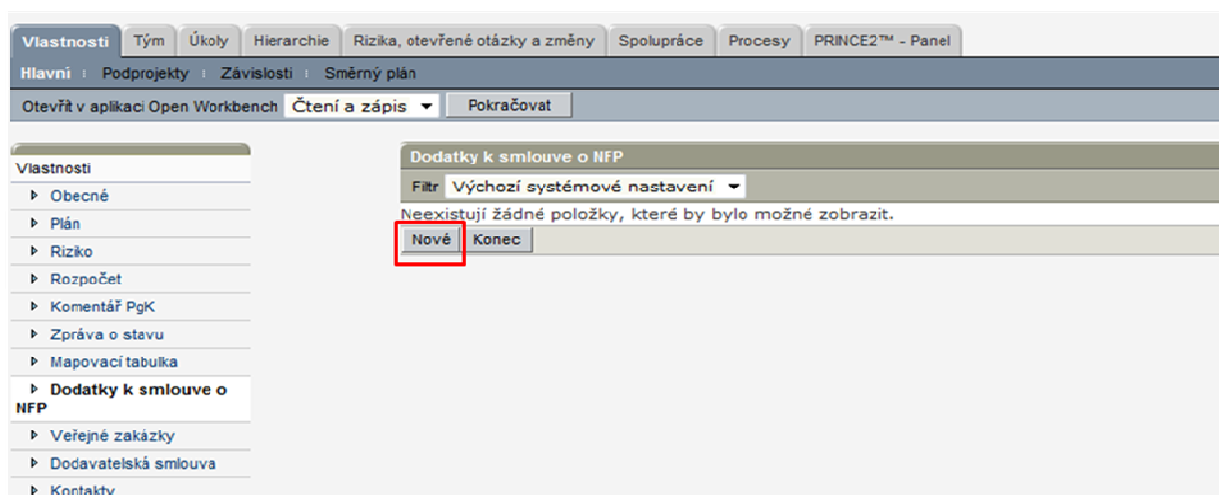 Vlastnosti Tým Úkoly Hierarchie Rizika, otevřené otázky a změny Spolupráce Procesy PRINCE2™ - Panel
Hlavní Podprojekty Závislosti Směrný plán
Otevřít v aplikaci Open Workbench Čtení a zápis Pokračovat
Vlastnosti
Obecné
Plán
Riziko
Rozpočet
Komentář PgK
Zpráva o stavu
Mapovací tabulka
Dodatky k smlouve o
NFP
Veřejné zakázky
Dodavatelská smlouva
Kontakty
Dodatky k smlouve o NFP
Filtr Výchozí systémové nastavení
Neexistují žádné položky, které by bylo možné zobrazit.
Nové Konec